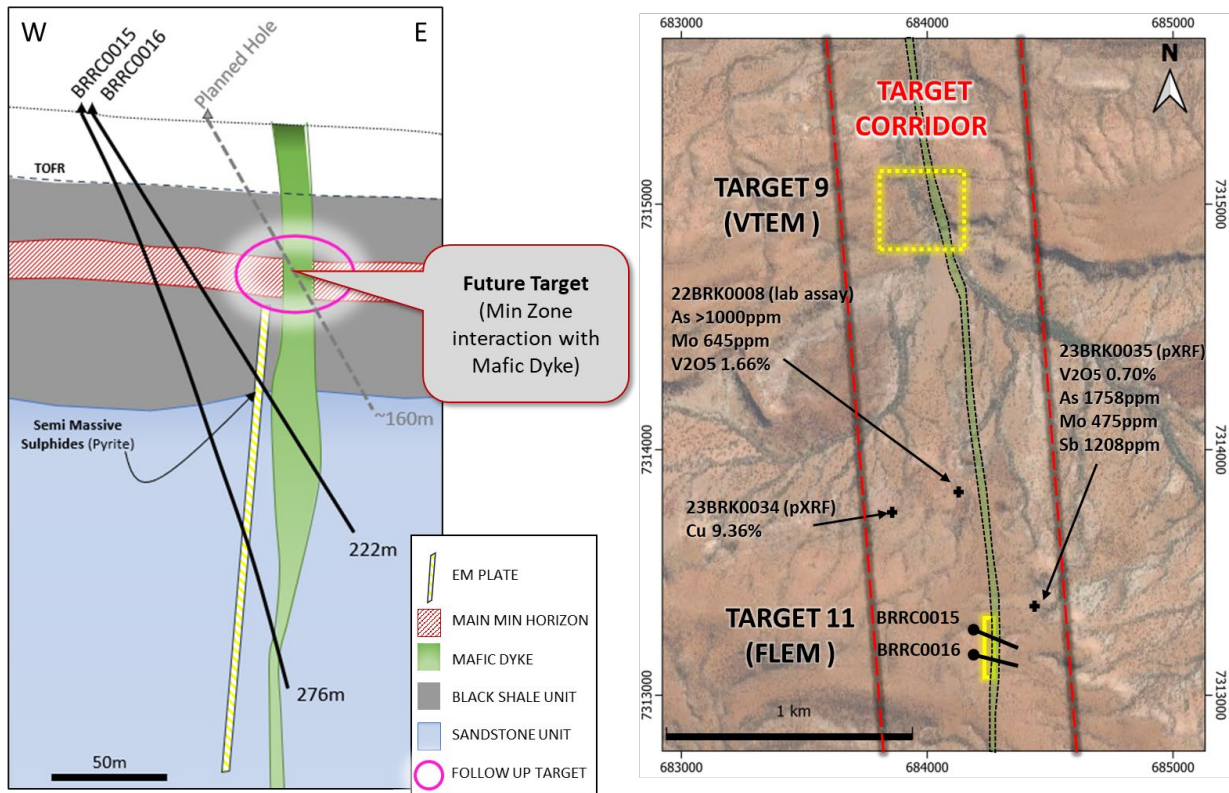 W
E
BRRC0015
BRRC0016
Planned Hole
TOFR
Future Target
(Min Zone
interaction with
Mafic Dyke)
~160m
Semi Massive
Sulphides (Pyrite)
222m
276m
50m
EM PLATE
MAIN MIN HORIZON
MAFIC DYKE
BLACK SHALE UNIT
SANDSTONE UNIT
FOLLOW UP TARGET
683000
684000
685000
N
TARGET
CORRIDOR
7315000
7315000
TARGET 9
(VTEM )
22BRK0008 (lab assay)
As >1000ppm
Mo 645ppm
V2O5 1.66%
23BRK0035 (pXRF)
V2O5 0.70%
As 1758ppm
Mo 475ppm
Sb 1208ppm
7314000
7314000
23BRK0034 (pXRF)
Cu 9.36%
TARGET 11
(FLEM )
BRRC0015
BRRC0016
7313000
7313000
1 km
683000
684000
685000